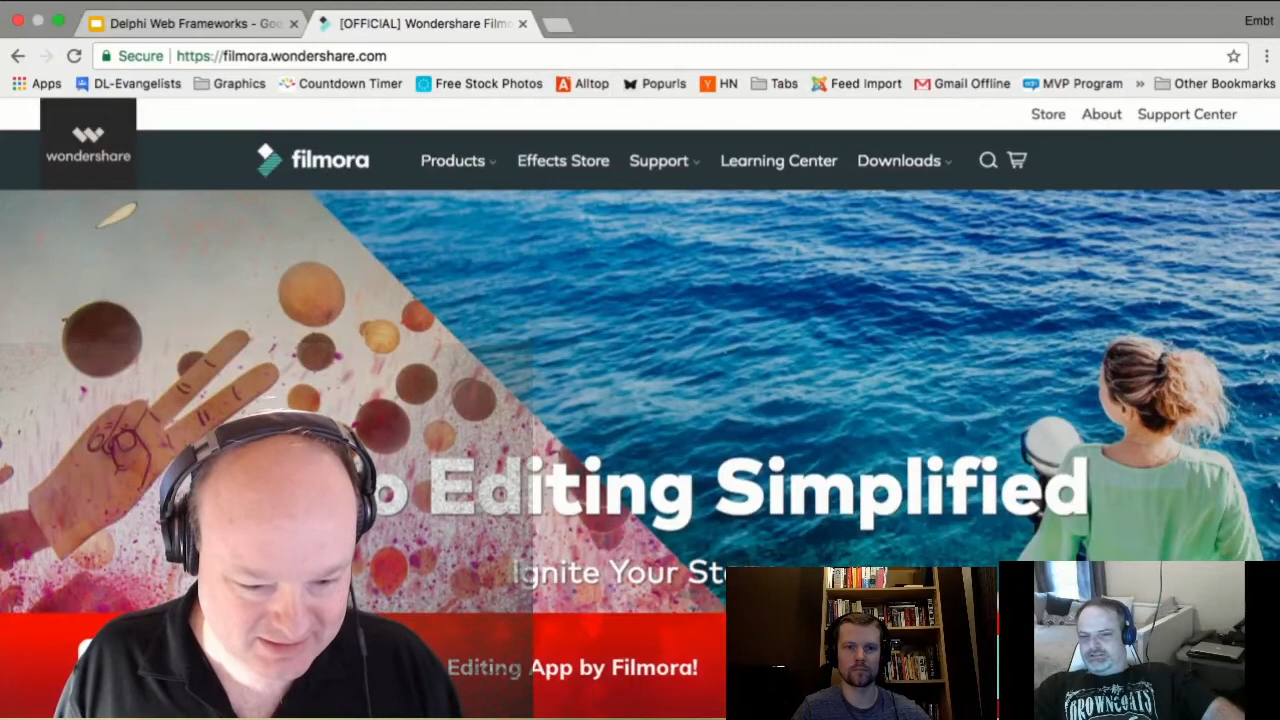 Embt
Delphi Web Frameworks - Goo
[OFFICIAL] Wondershare Filmo
Secure https://filmora.wondershare.com
Apps DL-Evangelists Graphics Countdown Timer Free Stock Photos Alltop Popurls HN Tabs Feed Import Gmail Offline MVP Program » Other Bookmarks
Store About Support Center
wondershare
filmora Products Effects Store Support Learning Center Downloads
o Editing Simplified
Ignite Your St
Editing App by Filmora!
BROWNCOATS